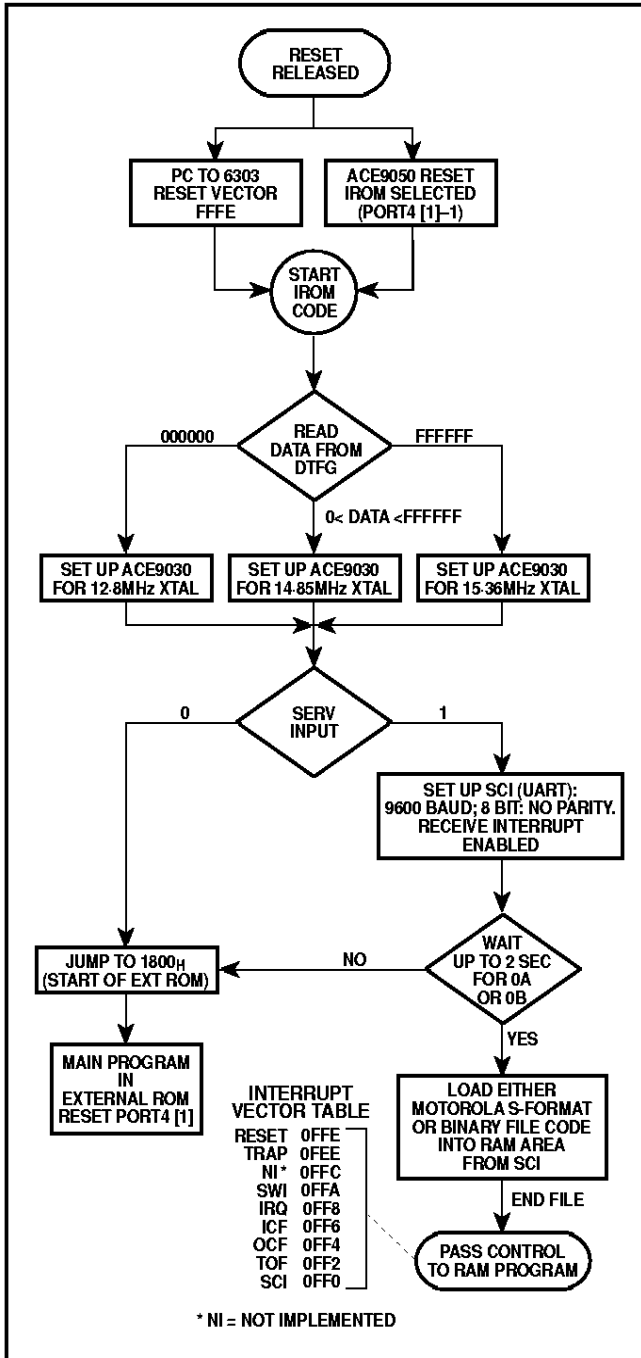 RESET
RELEASED
PC TO 6303
RESET VECTOR
FFFE
ACE9050 RESET
IROM SELECTED
(PORT4 [1]–1)
START
IROM
CODE
000000
READ
DATA FROM
DTFG
FFFFFF
0< DATA <FFFFFF
SET UP ACE9030
FOR 12·8MHz XTAL
SET UP ACE9030
FOR 14·85MHz XTAL
SET UP ACE9030
FOR 15·36MHz XTAL
0
SERV
INPUT
1
SET UP SCI (UART):
9600 BAUD; 8 BIT: NO PARITY.
RECEIVE INTERRUPT
ENABLED
JUMP TO 1800H
(START OF EXT ROM)
NO
WAIT
UP TO 2 SEC
FOR 0A
OR 0B
YES
MAIN PROGRAM
IN
EXTERNAL ROM
RESET PORT4 [1]
LOAD EITHER
MOTOROLA S-FORMAT
OR BINARY FILE CODE
INTO RAM AREA
FROM SCI
END FILE
PASS CONTROL
TO RAM PROGRAM
INTERRUPT
VECTOR TABLE
RESET 0FFE
TRAP 0FEE
NI* 0FFC
SWI 0FFA
IRQ 0FF8
ICF 0FF6
OCF 0FF4
TOF 0FF2
SCI 0FF0
* NI = NOT IMPLEMENTED